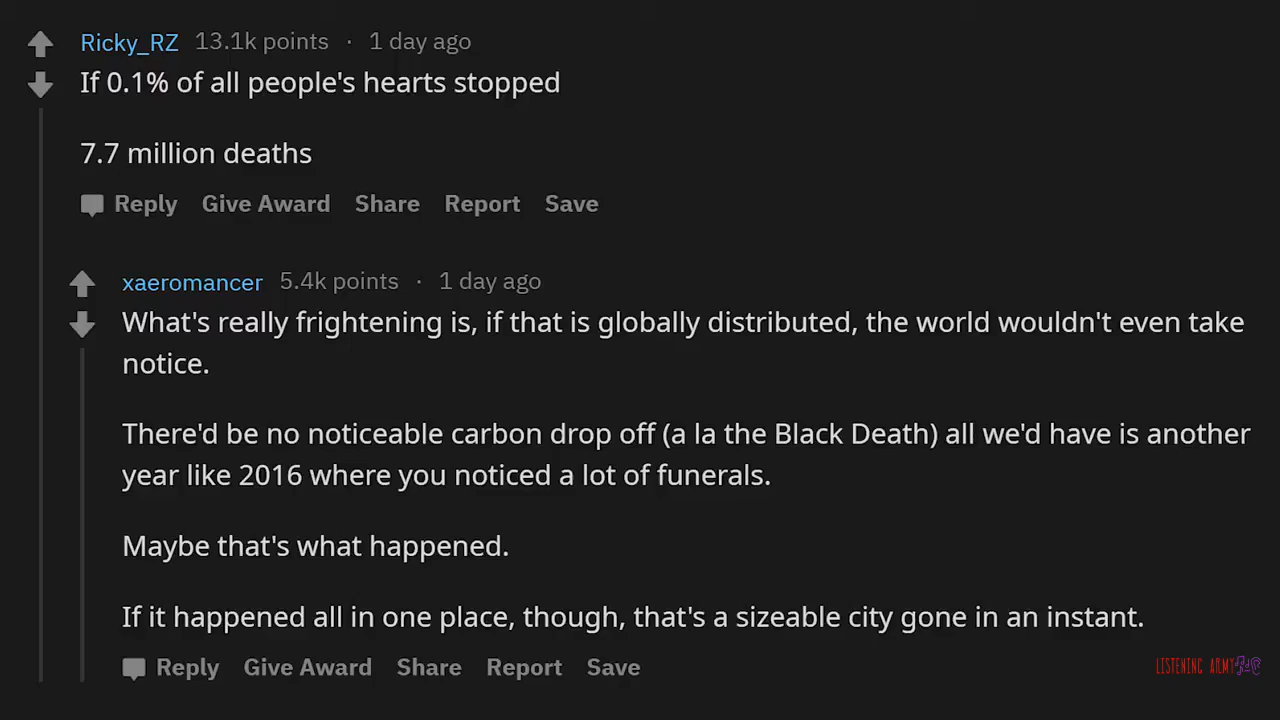 Ricky_RZ 13.1k points · 1 day ago
If 0.1% of all people's hearts stopped
7.7 million deaths
Reply Give Award Share Report Save
xaeromancer 5.4k points · 1 day ago
What's really frightening is, if that is globally distributed, the world wouldn't even take
notice.
There'd be no noticeable carbon drop off (a la the Black Death) all we'd have is another
year like 2016 where you noticed a lot of funerals.
Maybe that's what happened.
If it happened all in one place, though, that's a sizeable city gone in an instant.
Reply Give Award Share Report Save
LISTENING ARMY